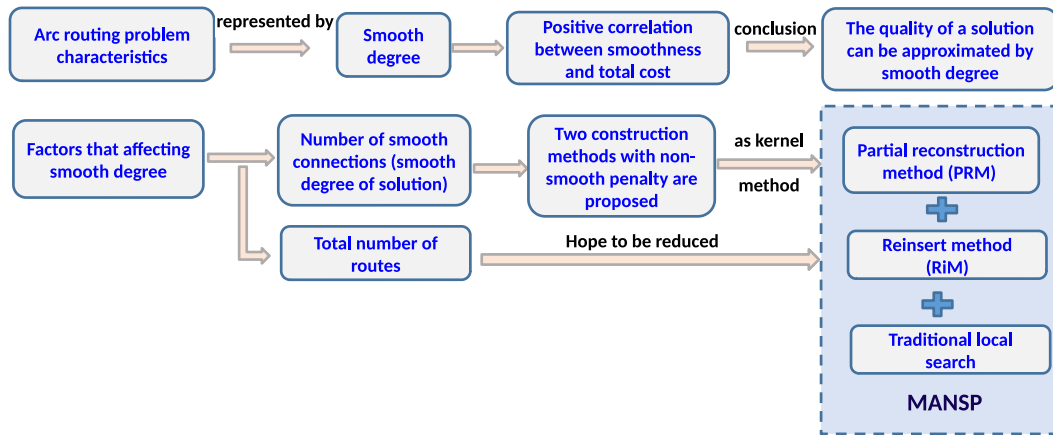 Arc routing problem
characteristics
represented by
Smooth
degree
Positive correlation
between smoothness
and total cost
conclusion
The quality of a solution
can be approximated by
smooth degree
Factors that affecting
smooth degree
Number of smooth
connections (smooth
degree of solution)
Two construction
methods with non-
smooth penalty are
proposed
as kernel
method
Partial reconstruction
method (PRM)
Total number of
routes
Hope to be reduced
Reinsert method
(RiM)
Traditional local
search
MANSP